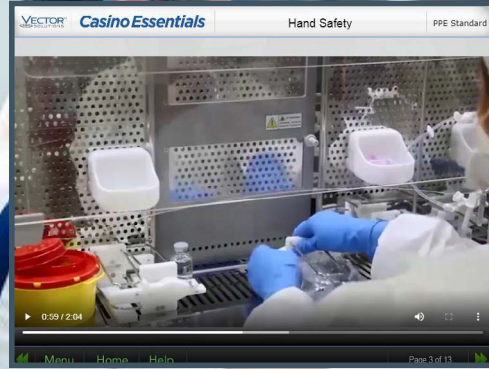 VECTOR SOLUTIONS Casino Essentials Hand Safety PPE Standard
0:59 / 2:04
Menu Home Help Page 3 of 13